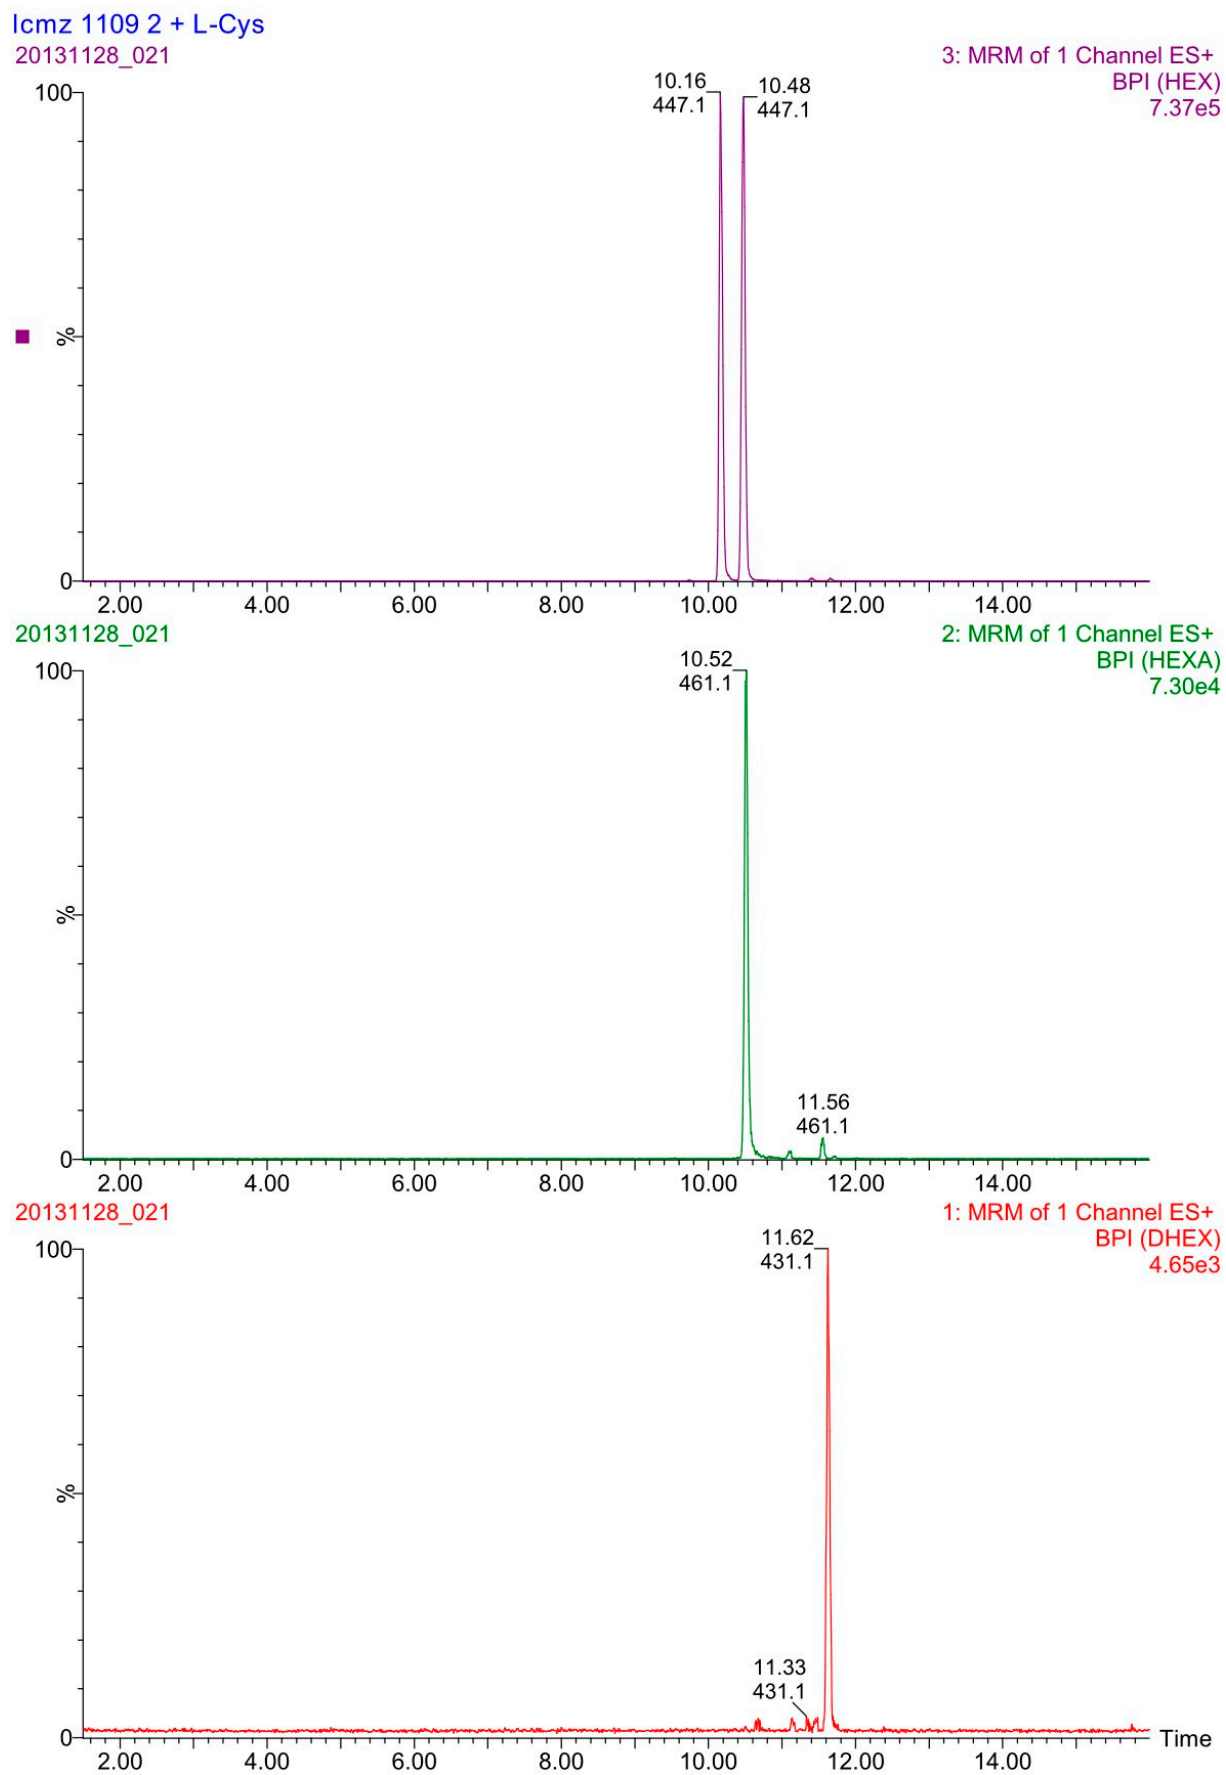 lcmz 1109 2 + L-Cys
20131128_021
3: MRM of 1 Channel ES+
BPI (HEX)
7.37e5
100
10.16
447.1
10.48
447.1
%
0
2.00 4.00 6.00 8.00 10.00 12.00 14.00
20131128_021
2: MRM of 1 Channel ES+
BPI (HEXA)
7.30e4
100
10.52
461.1
%
11.56
461.1
0
2.00 4.00 6.00 8.00 10.00 12.00 14.00
20131128_021
1: MRM of 1 Channel ES+
BPI (DHEX)
4.65e3
100
11.62
431.1
%
11.33
431.1
0
Time
2.00 4.00 6.00 8.00 10.00 12.00 14.00